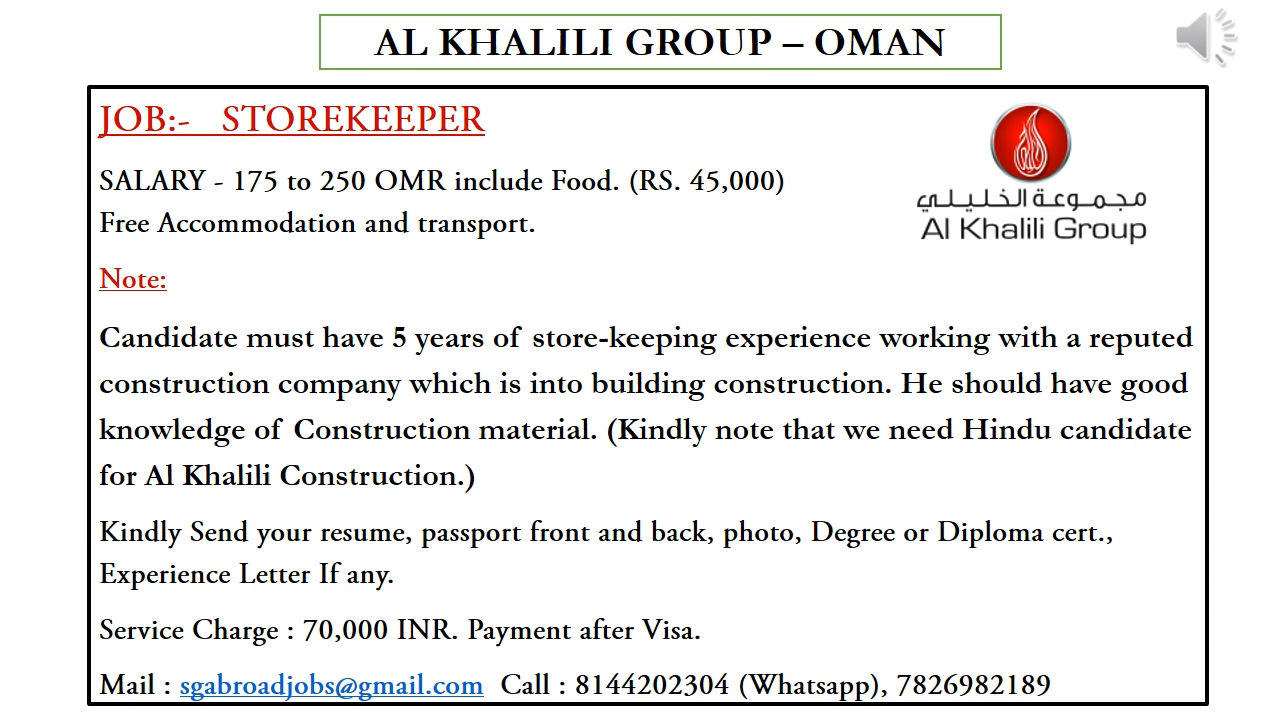 AL KHALILI GROUP – OMAN
JOB:- STOREKEEPER
SALARY - 175 to 250 OMR include Food. (RS. 45,000)
Free Accommodation and transport.
مجموعة الخليلي
Al Khalili Group
Note:
Candidate must have 5 years of store-keeping experience working with a reputed
construction company which is into building construction. He should have good
knowledge of Construction material. (Kindly note that we need Hindu candidate
for Al Khalili Construction.)
Kindly Send your resume, passport front and back, photo, Degree or Diploma cert.,
Experience Letter If any.
Service Charge : 70,000 INR. Payment after Visa.
Mail : sgabroadjobs@gmail.com Call : 8144202304 (Whatsapp), 7826982189